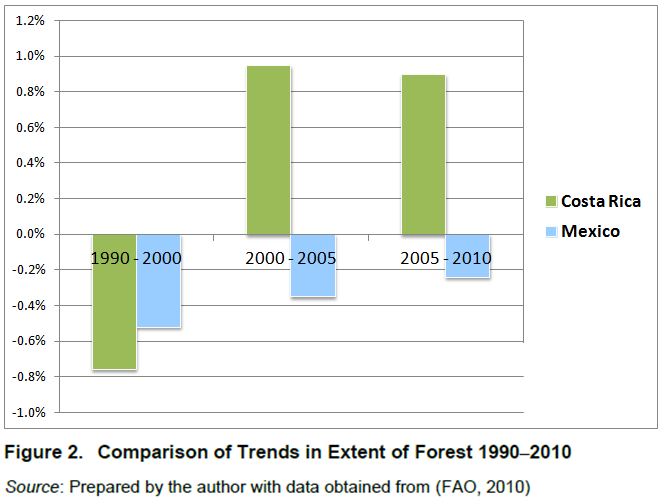 1.2%
1.0%
0.8%
0.6%
0.4%
0.2%
0.0%
-0.2%
-0.4%
-0.6%
-0.8%
-1.0%
1990 - 2000
2000 - 2005
2005 - 2010
Costa Rica
Mexico
Figure 2. Comparison of Trends in Extent of Forest 1990–2010
Source: Prepared by the author with data obtained from (FAO, 2010)